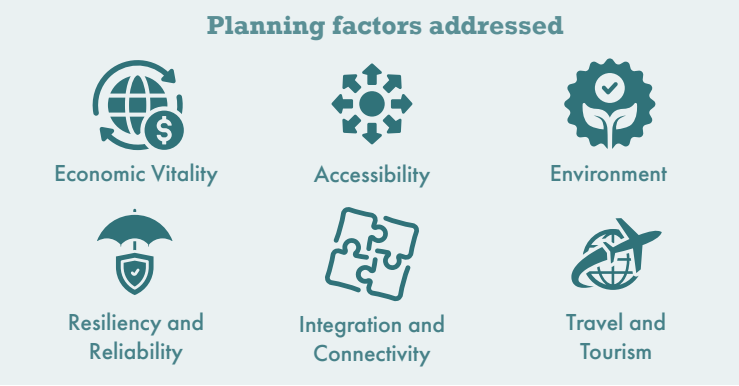 Planning factors addressed
$
Economic Vitality
Accessibility
Environment
Resiliency and
Reliability
Integration and
Connectivity
Travel and
Tourism